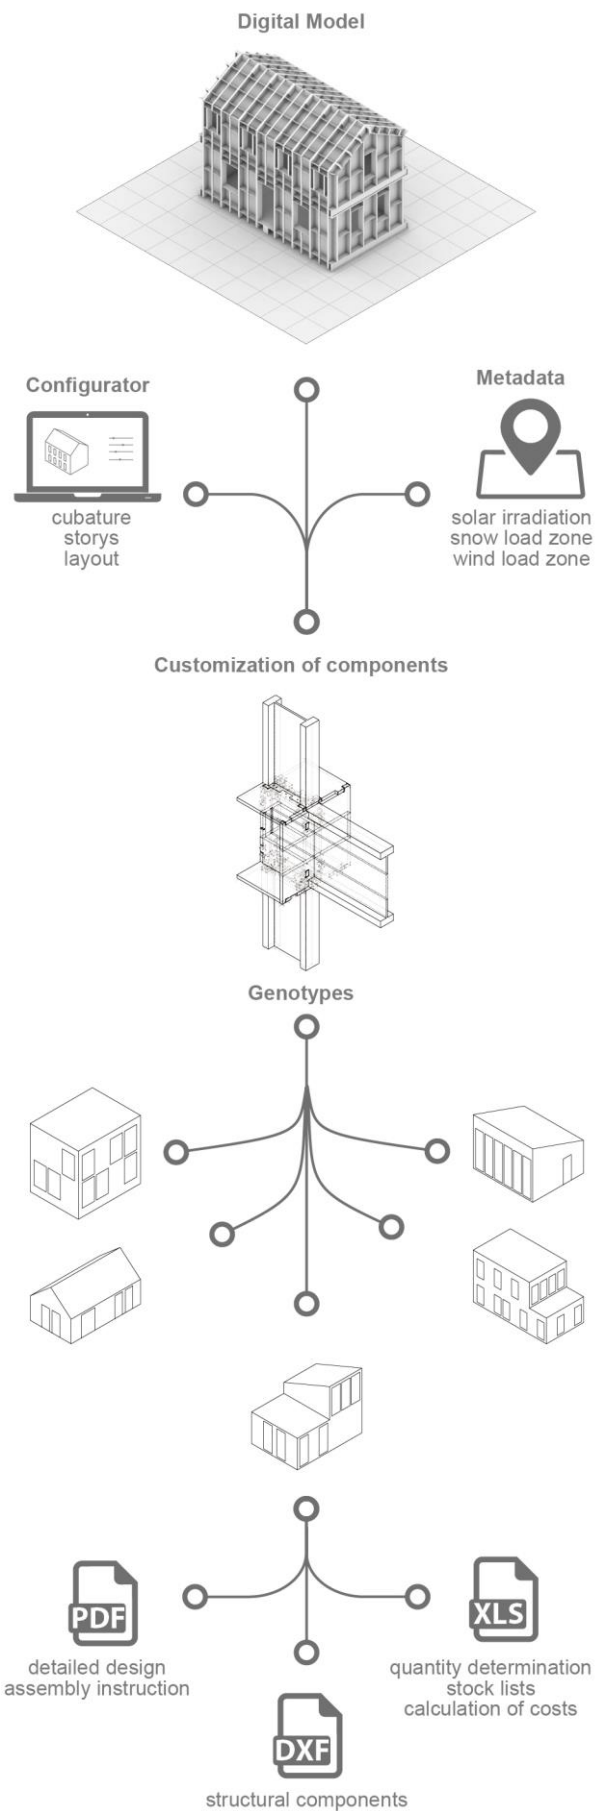 Digital Model
Configurator
cubature
storys
layout
Metadata
solar irradiation
snow load zone
wind load zone
Customization of components
Genotypes
PDF
detailed design
assembly instruction
XLS
quantity determination
stock lists
calculation of costs
DXF
structural components